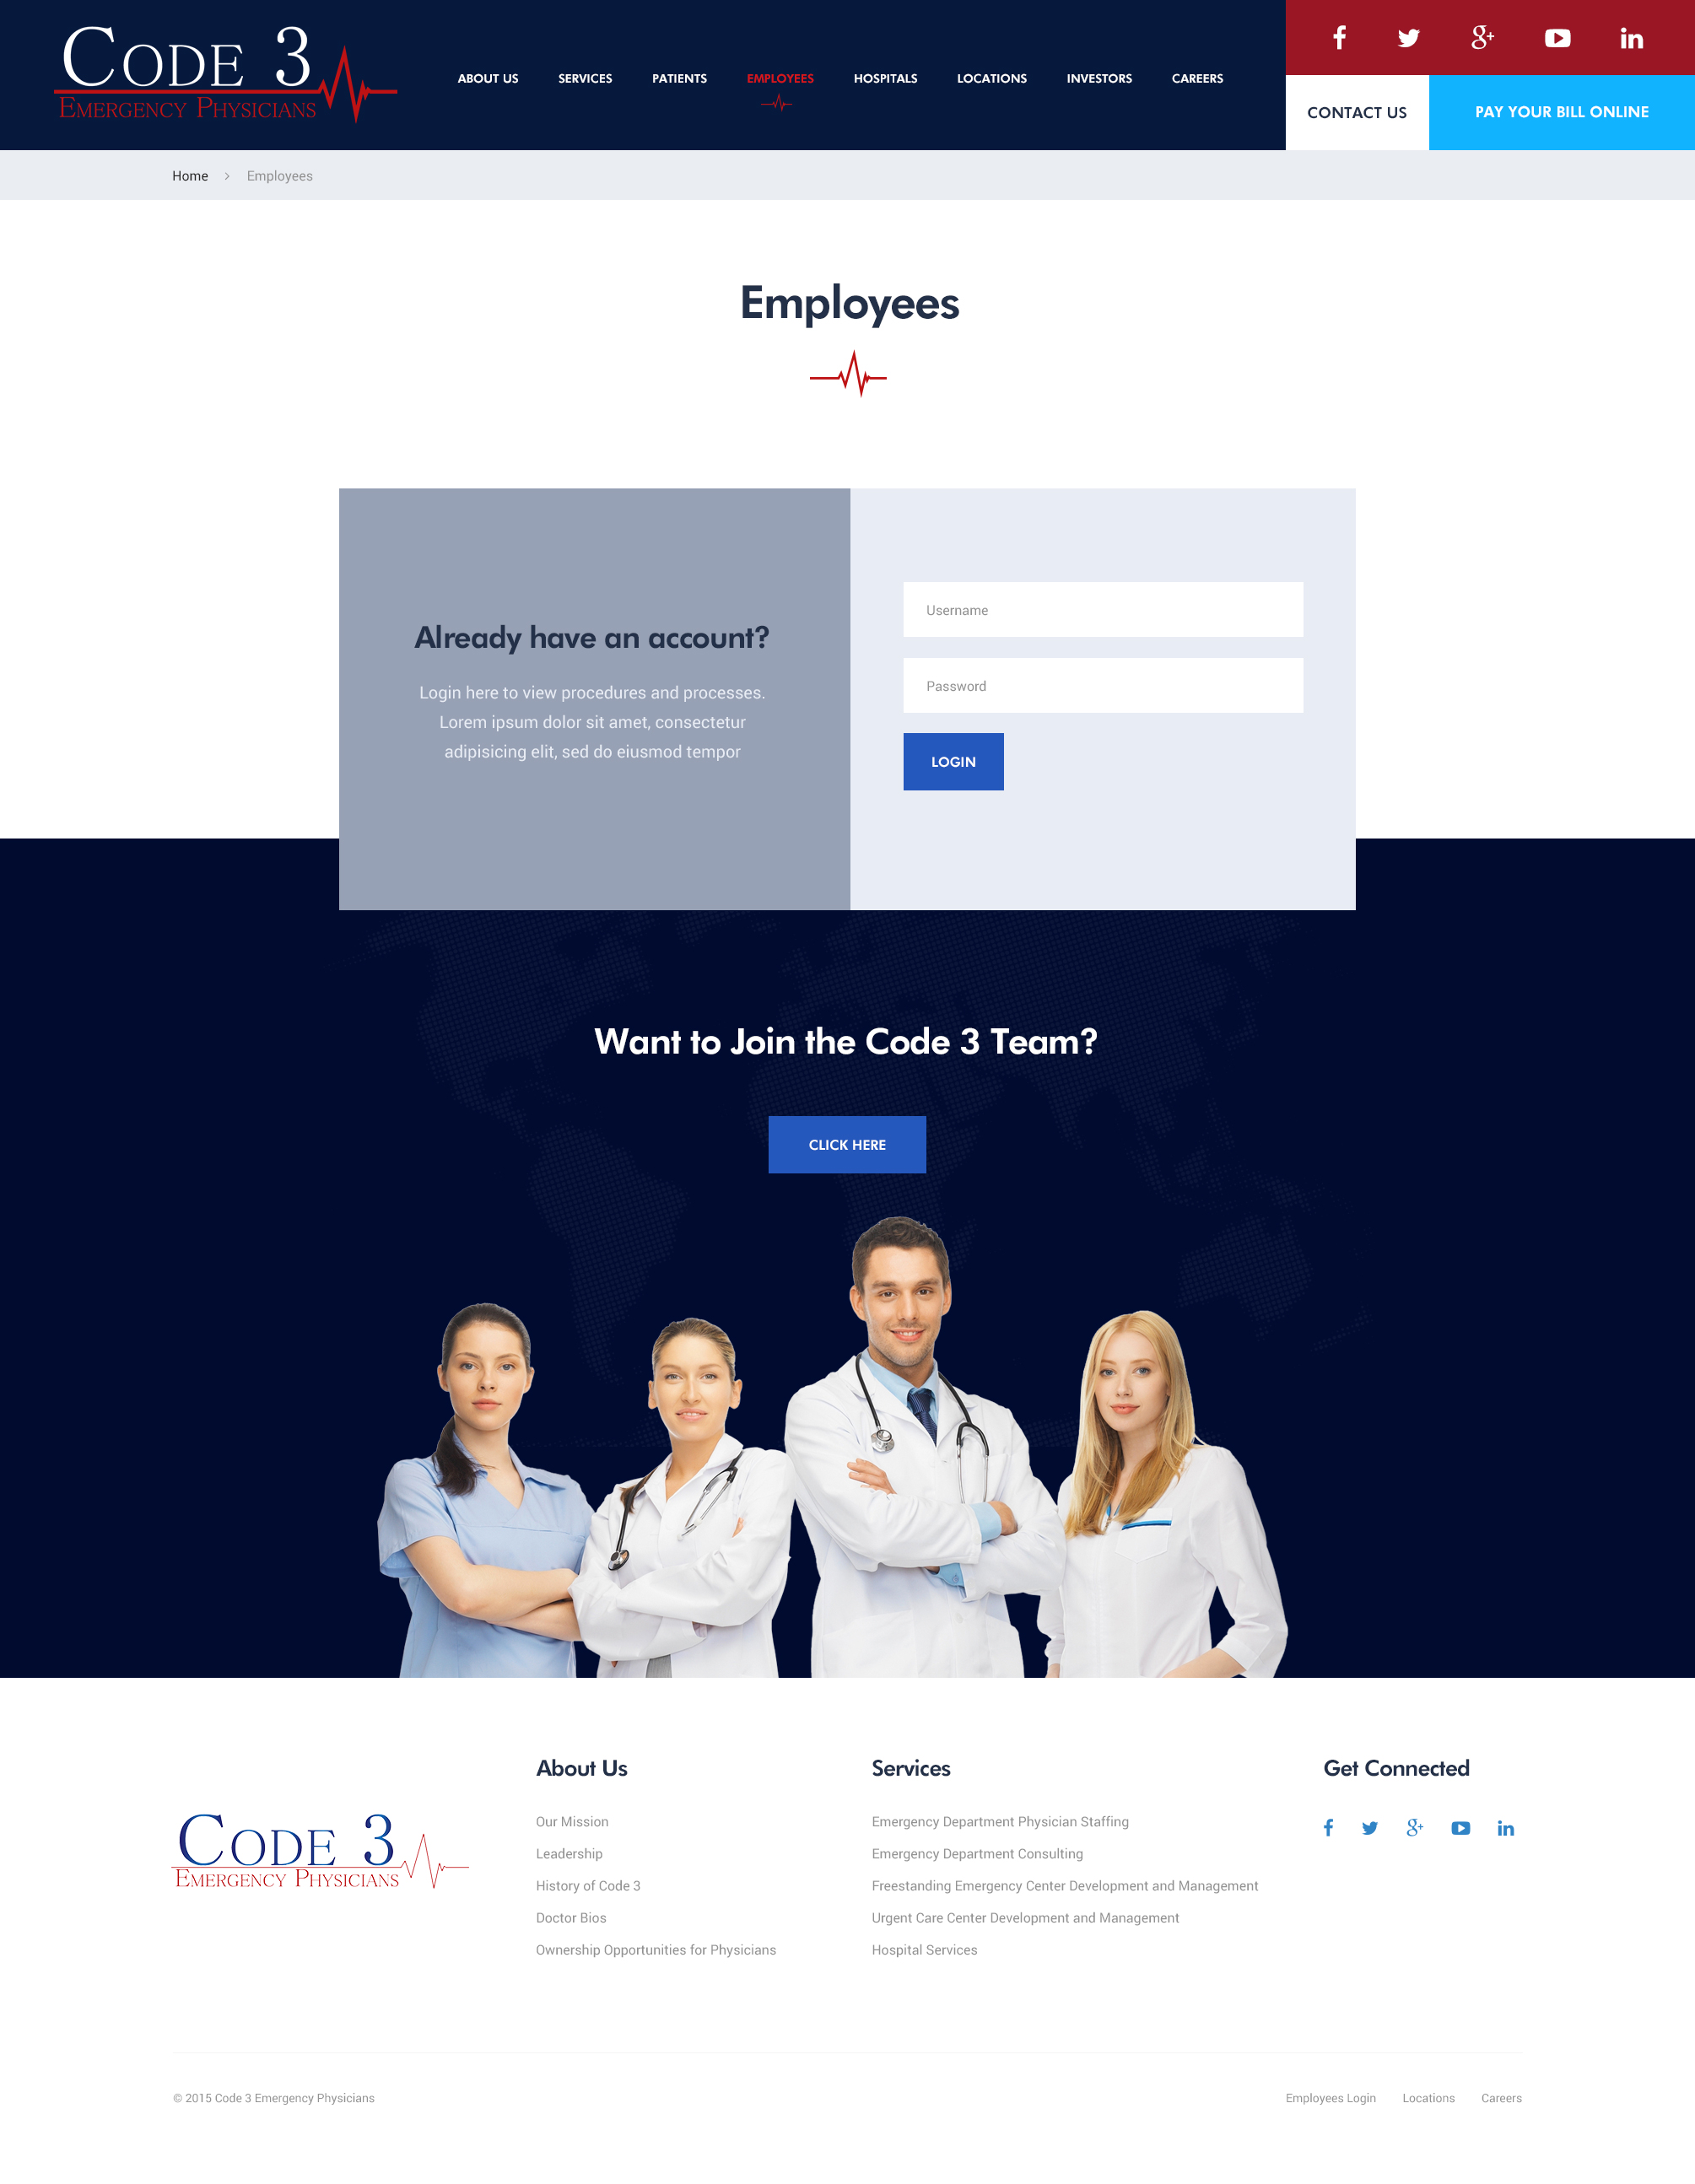 CODE 3
EMERGENCY PHYSICIANS
ABOUT US
SERVICES
PATIENTS
EMPLOYEES
HOSPITALS
LOCATIONS
INVESTORS
CAREERS
CONTACT US
PAY YOUR BILL ONLINE
Home > Employees
Employees
Already have an account?
Login here to view procedures and processes.
Lorem ipsum dolor sit amet, consectetur
adipisicing elit, sed do eiusmod tempor
Username
Password
LOGIN
Want to Join the Code 3 Team?
CLICK HERE
CODE 3
EMERGENCY PHYSICIANS
About Us
Our Mission
Leadership
History of Code 3
Doctor Bios
Ownership Opportunities for Physicians
Services
Emergency Department Physician Staffing
Emergency Department Consulting
Freestanding Emergency Center Development and Management
Urgent Care Center Development and Management
Hospital Services
Get Connected
© 2015 Code 3 Emergency Physicians
Employees Login
Locations
Careers